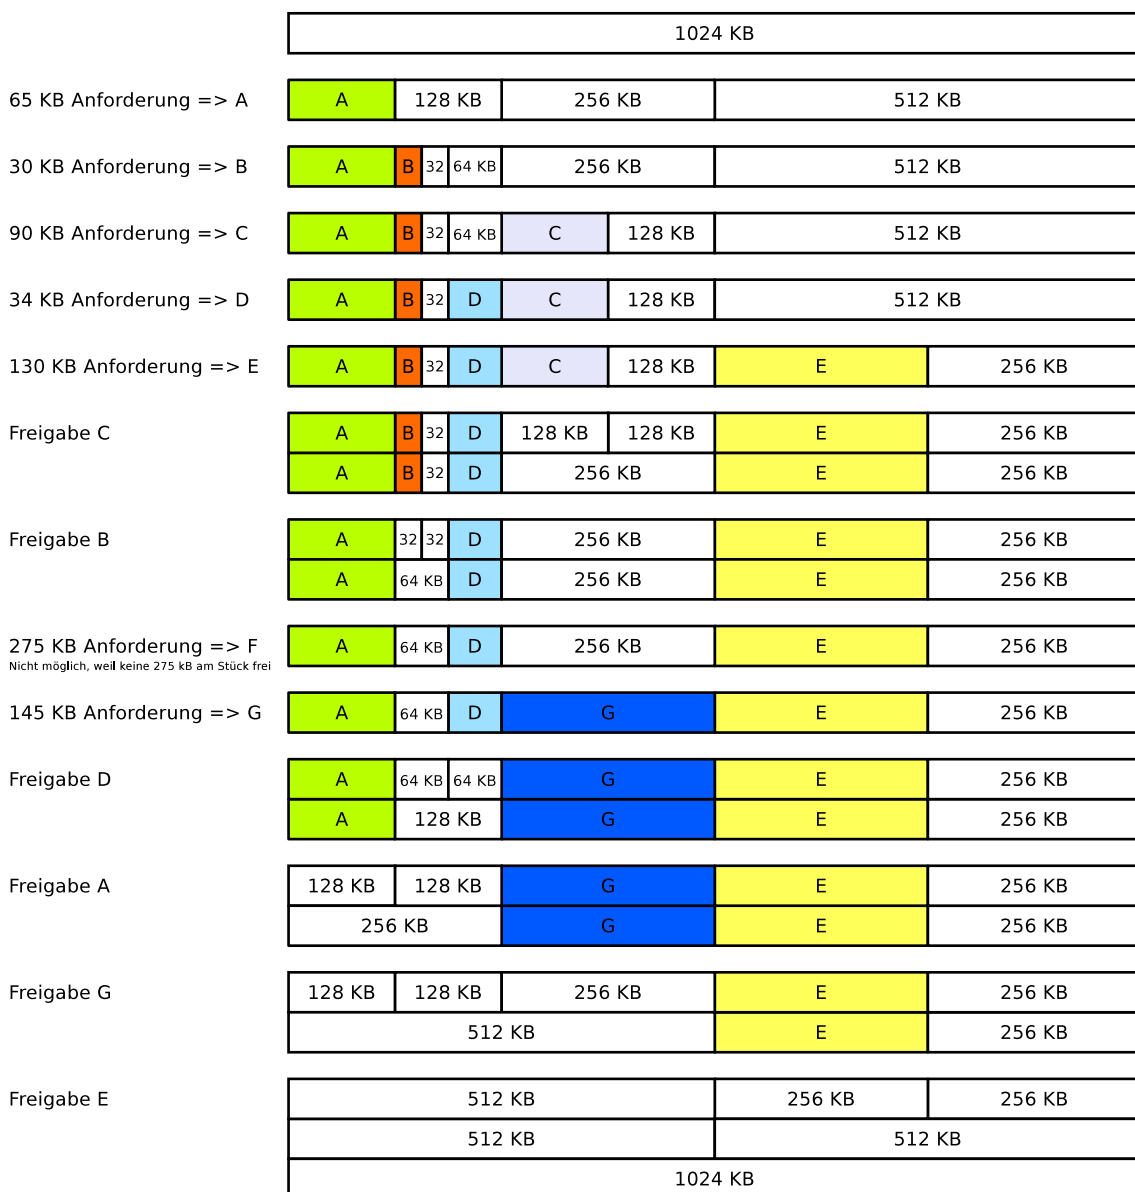 1024 KB
65 KB Anforderung => A A 128 KB 256 KB 512 KB
30 KB Anforderung => B A B 32 64 KB 256 KB 512 KB
90 KB Anforderung => C A B 32 64 KB C 128 KB 512 KB
34 KB Anforderung => D A B 32 D C 128 KB 512 KB
130 KB Anforderung => E A B 32 D C 128 KB E 256 KB
Freigabe C A B 32 D 128 KB 128 KB E 256 KB
A B 32 D 256 KB E 256 KB
Freigabe B A 32 32 D 256 KB E 256 KB
A 64 KB D 256 KB E 256 KB
275 KB Anforderung => F A 64 KB D 256 KB E 256 KB
Nicht möglich, weil keine 275 kB am Stück frei
145 KB Anforderung => G A 64 KB D G E 256 KB
Freigabe D A 64 KB 64 KB G E 256 KB
A 128 KB G E 256 KB
Freigabe A 128 KB 128 KB G E 256 KB
256 KB G E 256 KB
Freigabe G 128 KB 128 KB 256 KB E 256 KB
512 KB E 256 KB
Freigabe E 512 KB 256 KB 256 KB
512 KB 512 KB
1024 KB